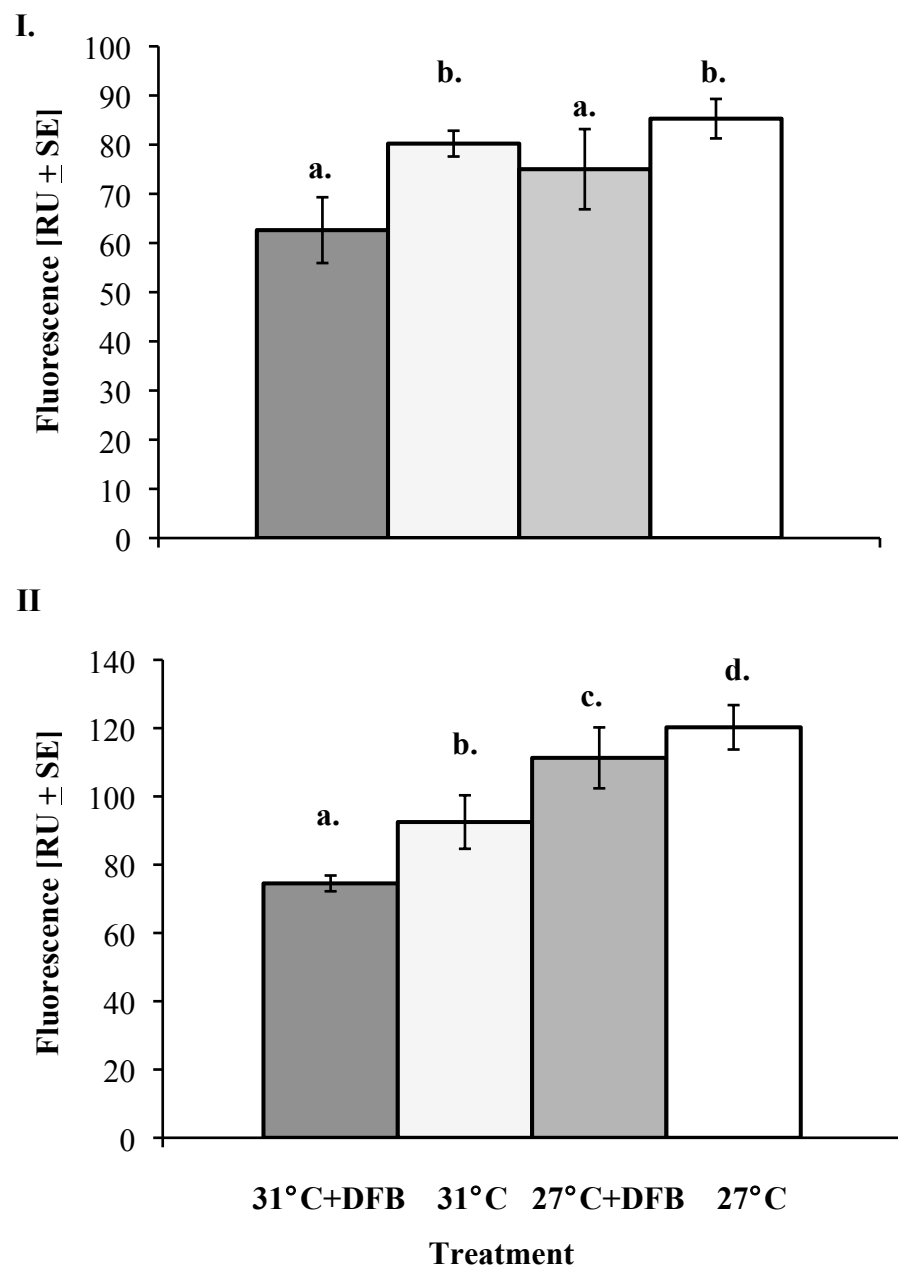 I.
Fluorescence [RU ± SE]
100
90
80
70
60
50
40
30
20
10
0
a.
b.
a.
b.
II
Fluorescence [RU ± SE]
140
120
100
80
60
40
20
0
a.
b.
c.
d.
31°C+DFB 31°C 27°C+DFB 27°C
Treatment